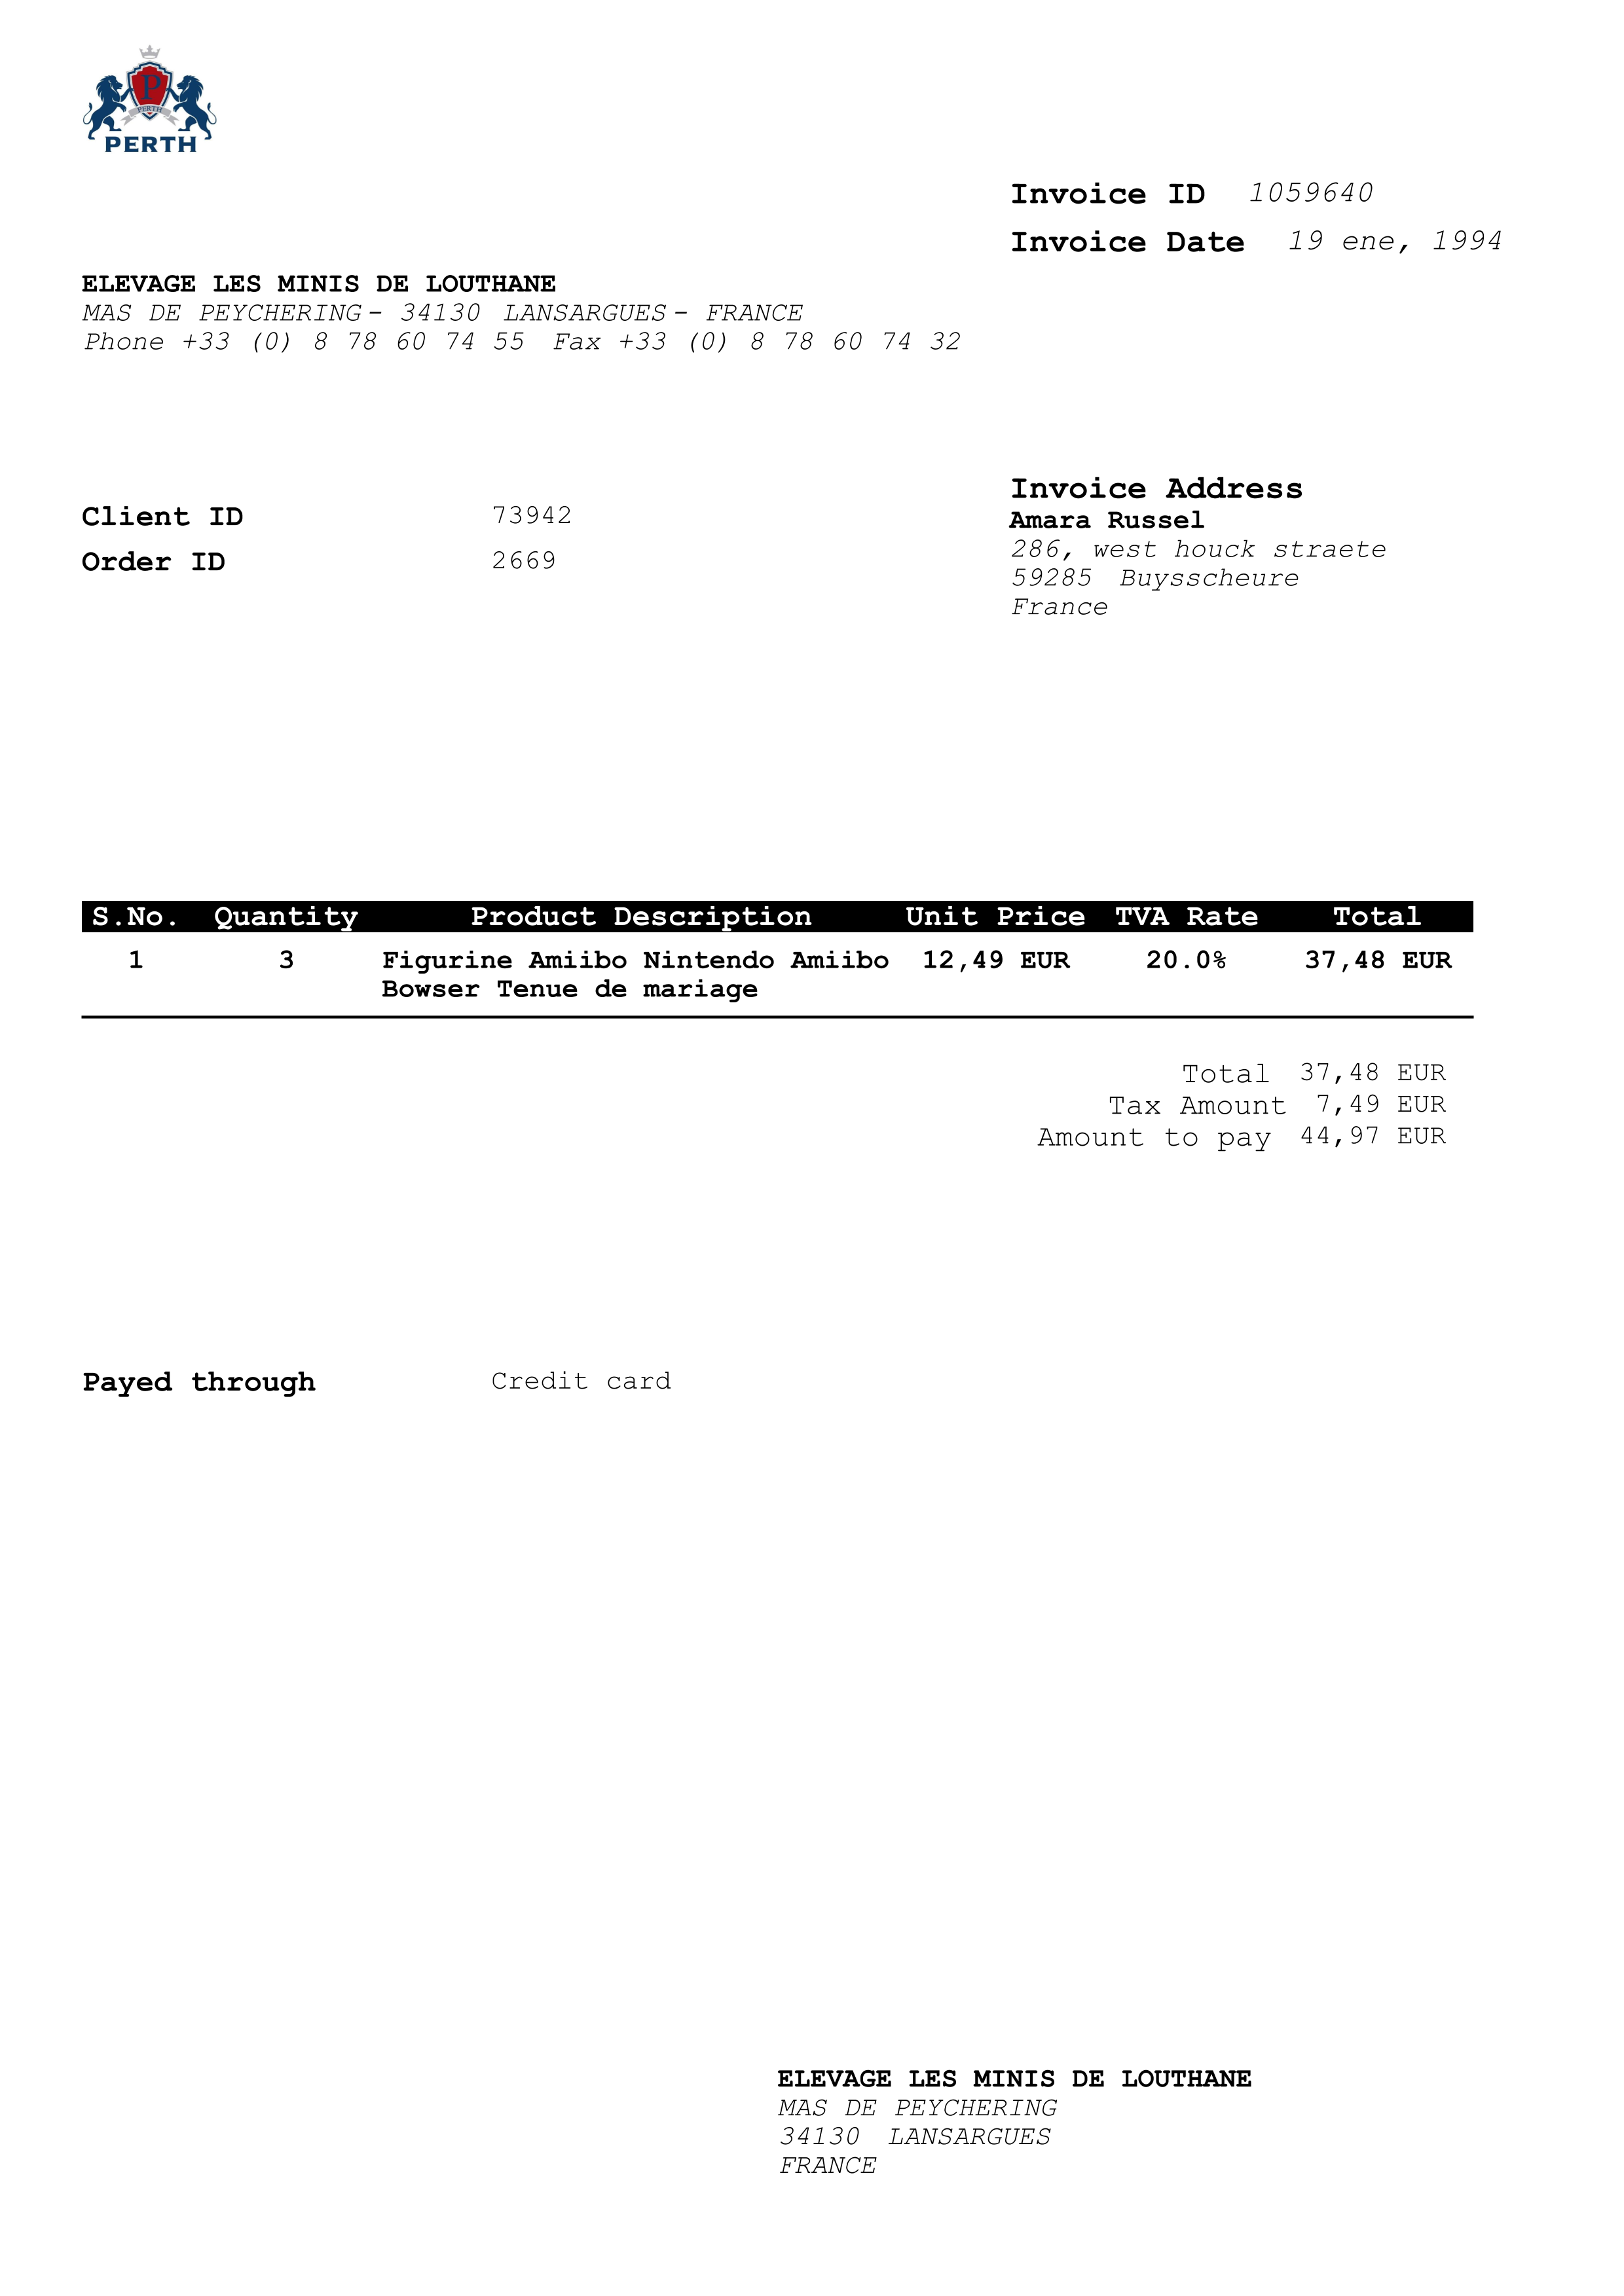 P
PERTH
PERTH
Invoice ID 1059640
Invoice Date 19 ene, 1994
ELEVAGE LES MINIS DE LOUTHANE
MAS DE PEYCHERING - 34130 LANSARGUES - FRANCE
Phone +33 (0) 8 78 60 74 55 Fax +33 (0) 8 78 60 74 32
Client ID 73942
Order ID 2669
Invoice Address
Amara Russel
286, west houck straete
59285 Buysscheure
France
S.No. Quantity Product Description Unit Price TVA Rate Total
1 3 Figurine Amiibo Nintendo Amiibo 12,49 EUR 20.0% 37,48 EUR
Bowser Tenue de mariage
Total 37,48 EUR
Tax Amount 7,49 EUR
Amount to pay 44,97 EUR
Payed through Credit card
ELEVAGE LES MINIS DE LOUTHANE
MAS DE PEYCHERING
34130 LANSARGUES
FRANCE